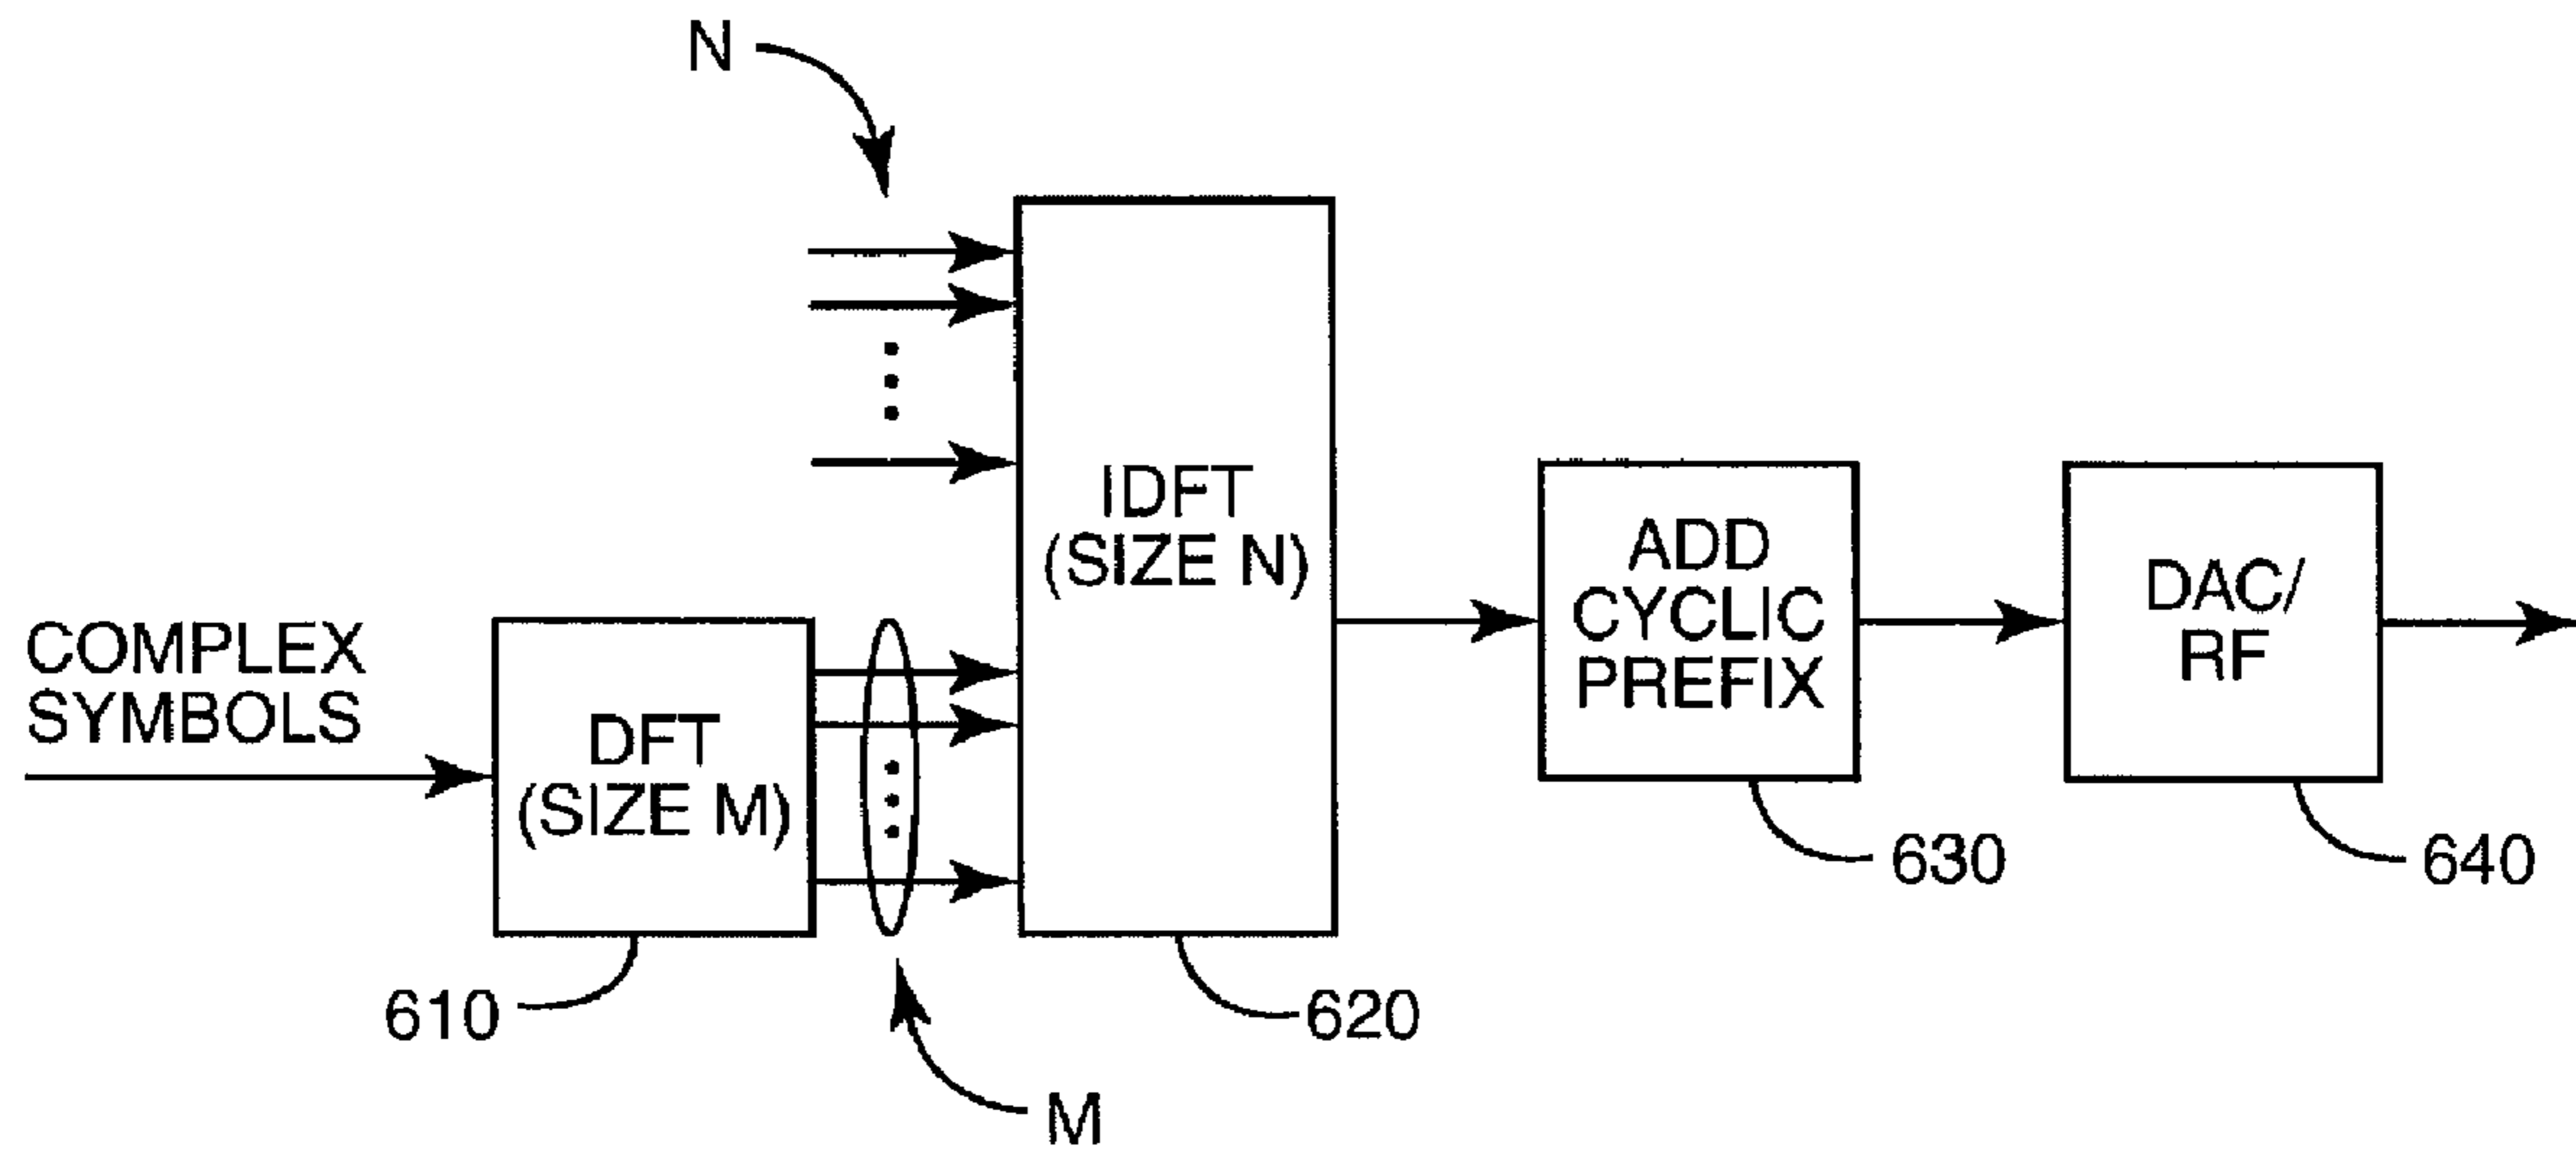 N
IDFT
(SIZE N)
ADD
CYCLIC
PREFIX
DAC/
RF
COMPLEX
SYMBOLS
DFT
(SIZE M)
630
640
610
620
M